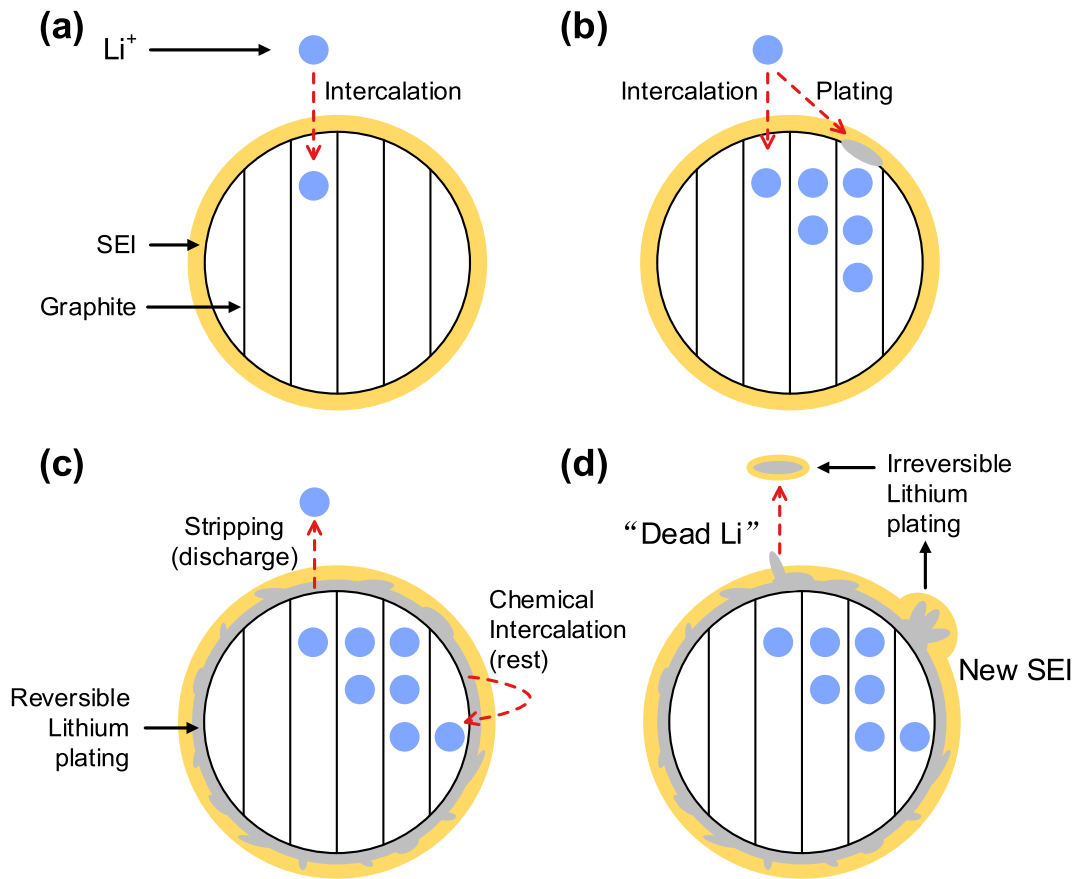 (a)
Li⁺
Intercalation
SEI
Graphite
(b)
Intercalation
Plating
(c)
Stripping
(discharge)
Chemical
Intercalation
(rest)
Reversible
Lithium
plating
(d)
Irreversible
Lithium
plating
“Dead Li”
New SEI